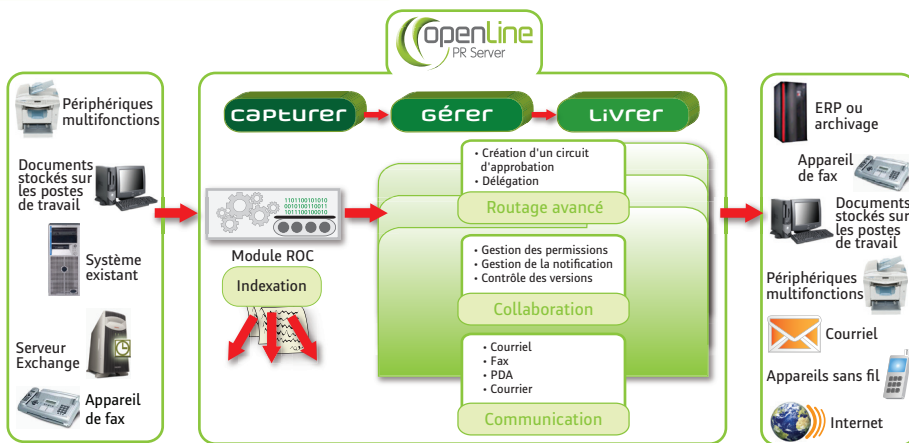 openLine
PR Server
Périphériques
multifonctions
Documents
stockés sur
les postes
de travail
Système
existant
Serveur
Exchange
Appareil
de fax
CAPTURER
GÉRER
LIVRER
1101100101010
0010100110011
1011100100010
Module ROC
Indexation
• Création d'un circuit
d'approbation
• Délégation
Routage avancé
• Gestion des permissions
• Gestion de la notification
• Contrôle des versions
Collaboration
• Courriel
• Fax
• PDA
• Courrier
Communication
ERP ou
archivage
Appareil
de fax
Documents
stockés sur
les postes
de travail
Périphériques
multifonctions
Courriel
Appareils sans fil
Internet